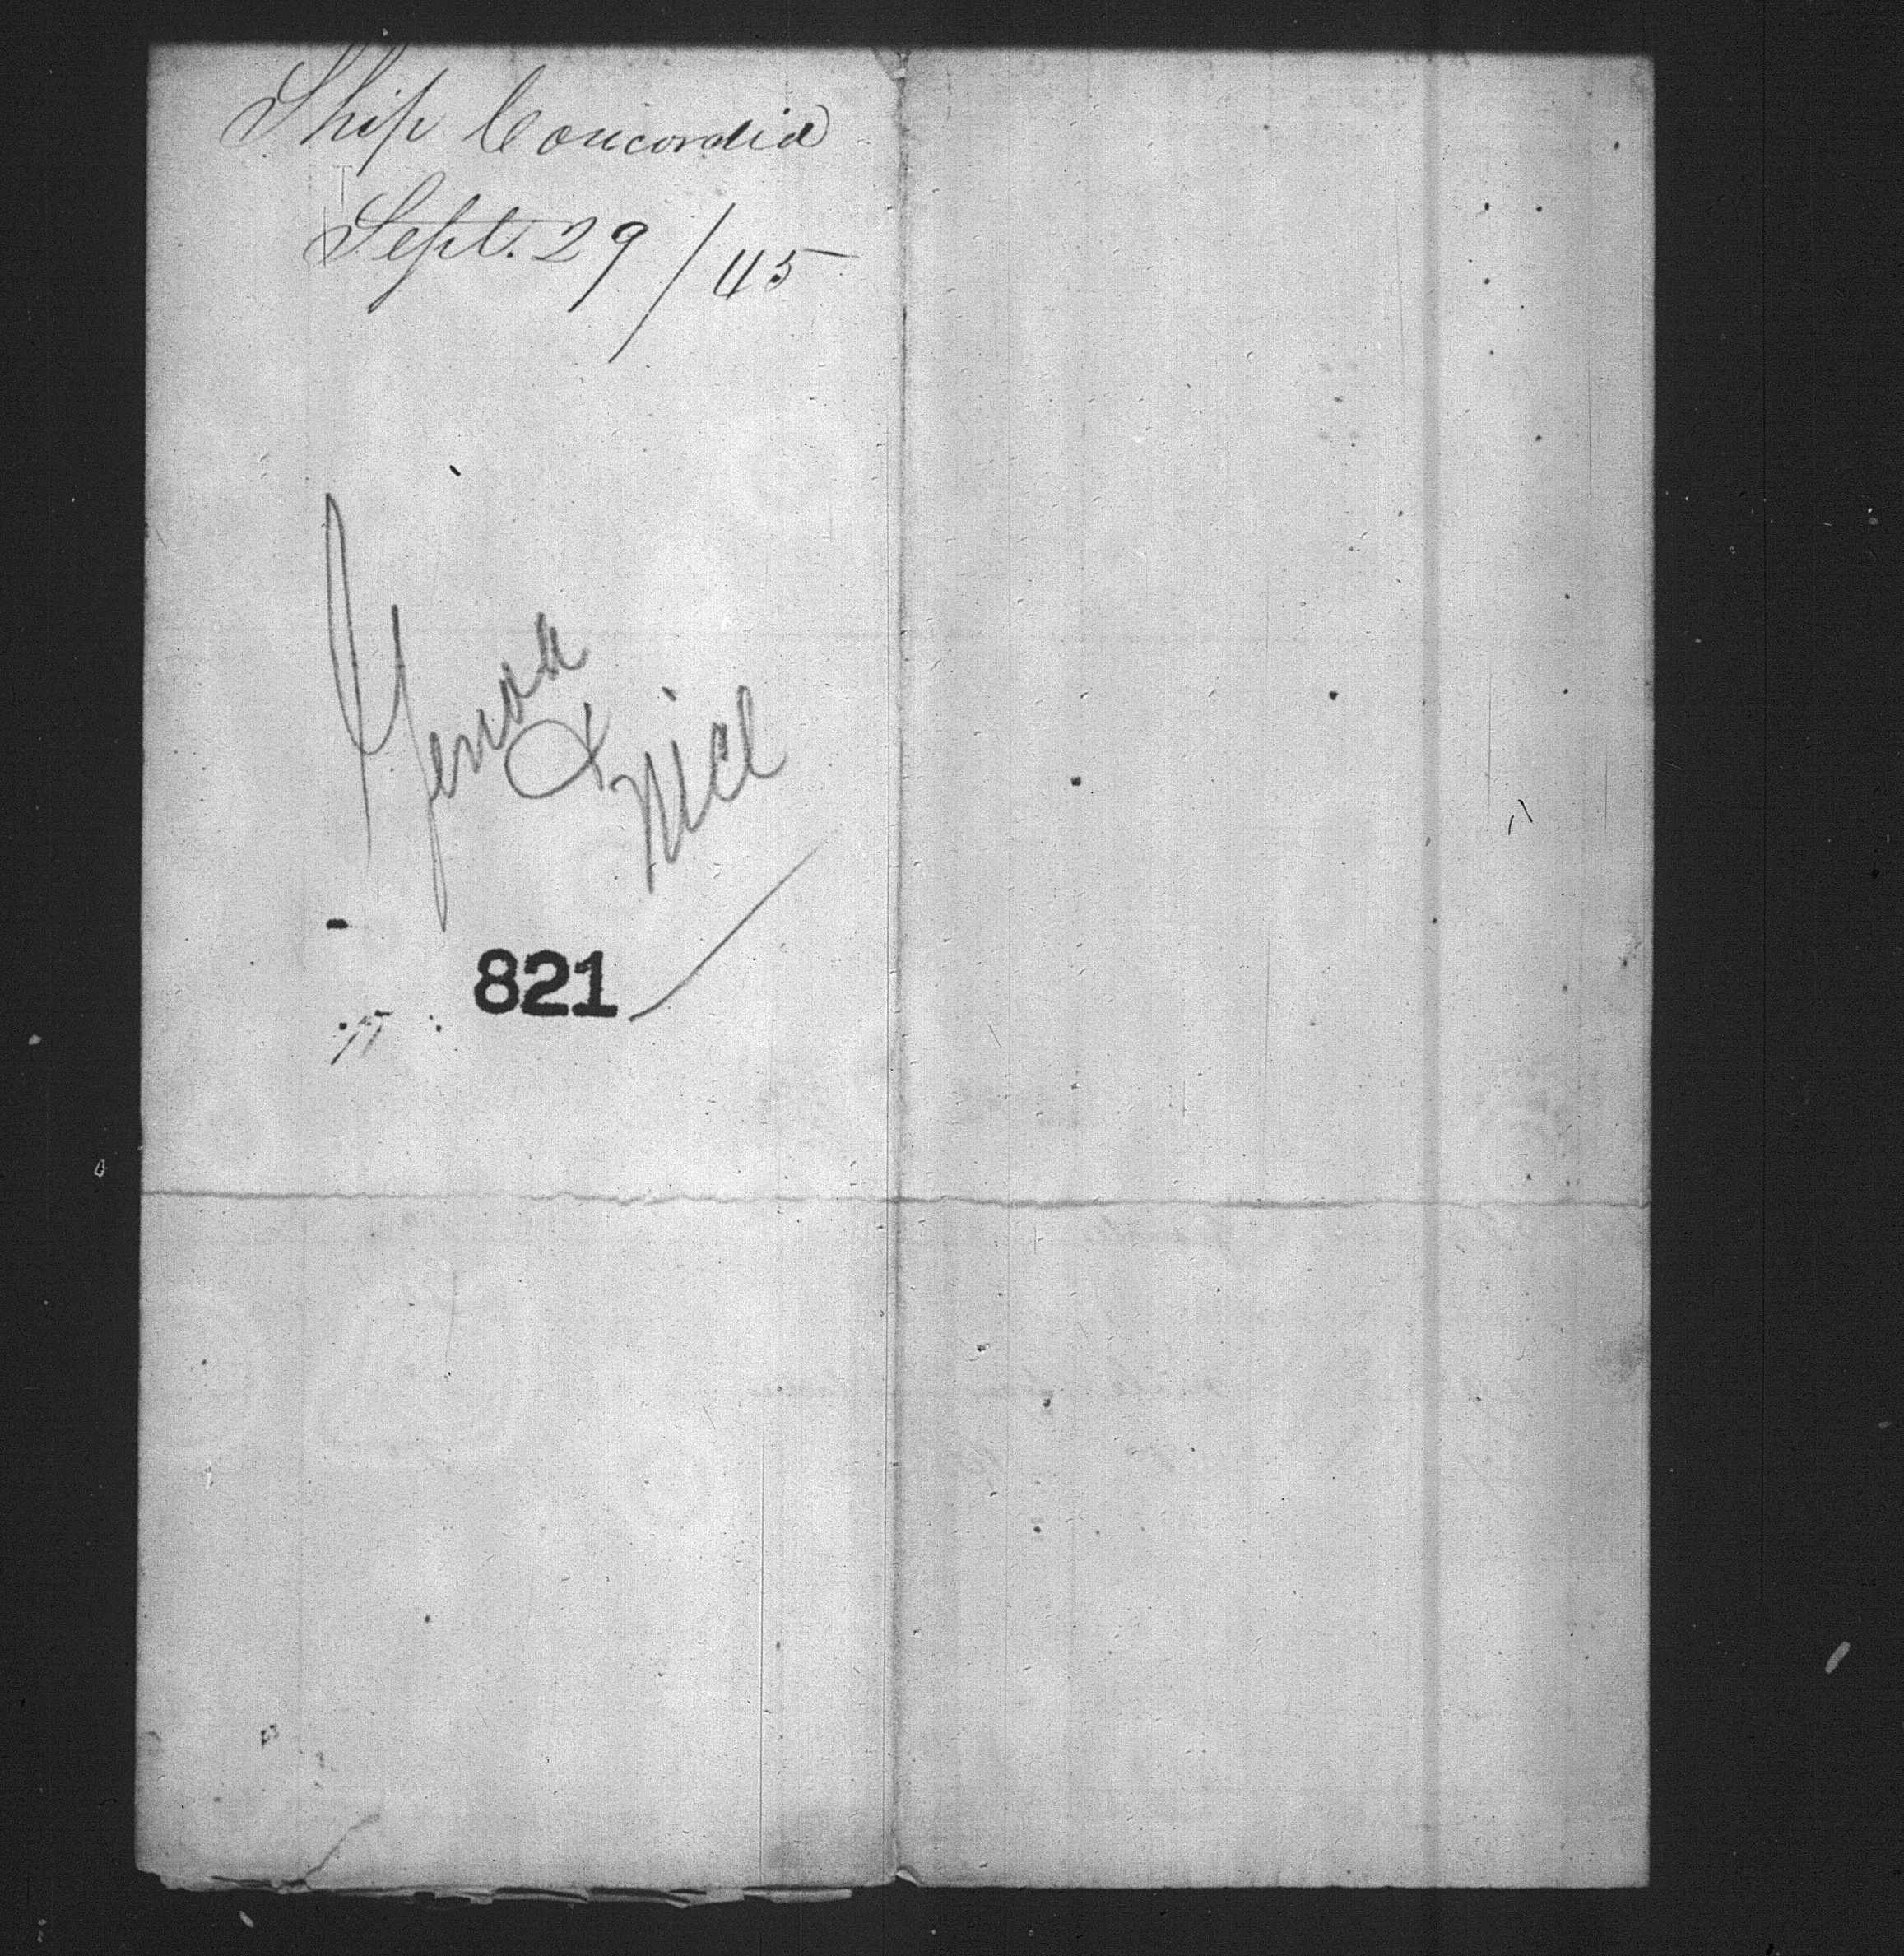 Ship Concordia
Sept. 29/45
Genoa
&
Nice
821